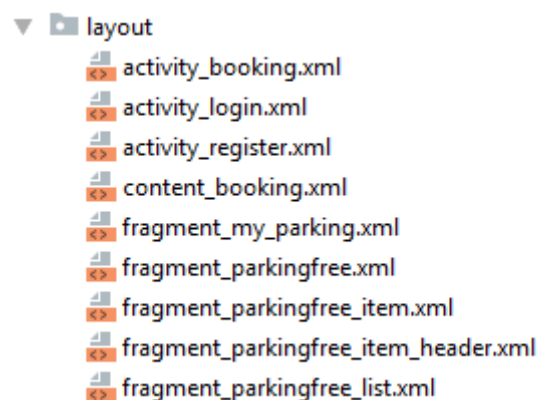 layout
activity_booking.xml
activity_login.xml
activity_register.xml
content_booking.xml
fragment_my_parking.xml
fragment_parkingfree.xml
fragment_parkingfree_item.xml
fragment_parkingfree_item_header.xml
fragment_parkingfree_list.xml